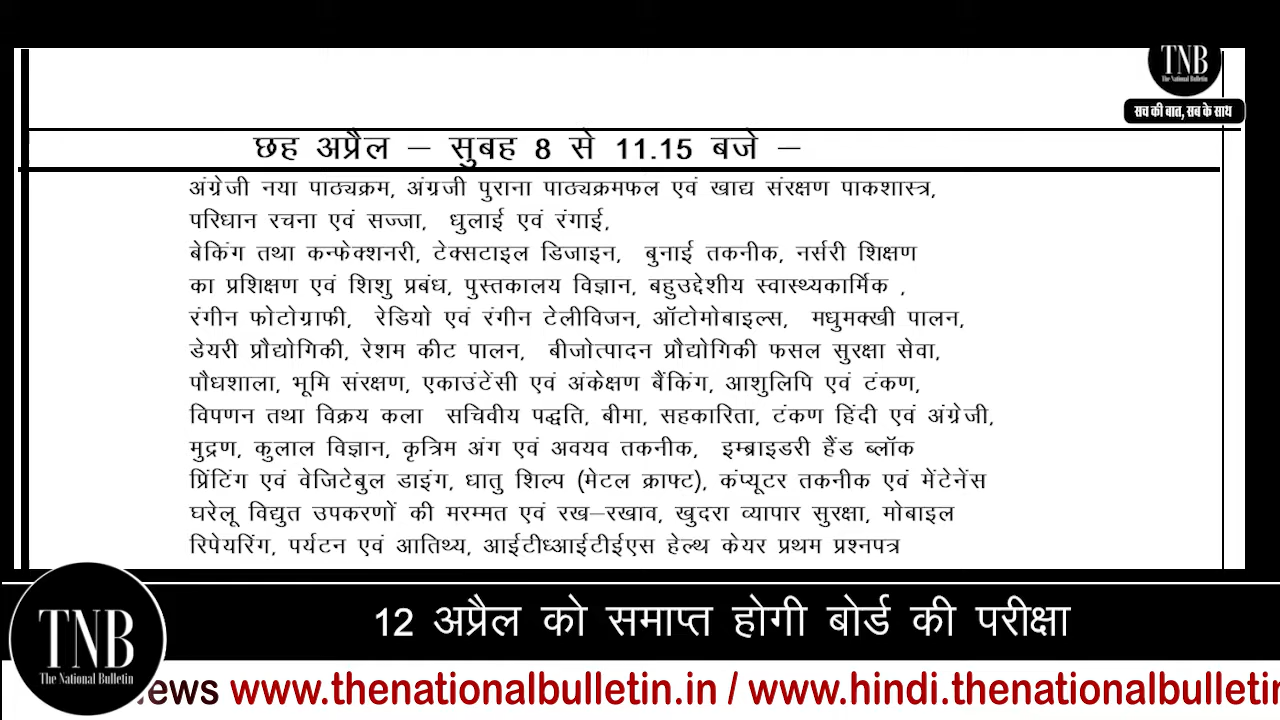 TNB
The National Bulletin
सच की बात, सब के साथ
छह अप्रैल – सुबह 8 से 11.15 बजे –
अंग्रेजी नया पाठ्यक्रम, अंग्रजी पुराना पाठ्यक्रमफल एवं खाद्य संरक्षण पाकशास्त्र,
परिधान रचना एवं सज्जा, धुलाई एवं रंगाई,
बेकिंग तथा कन्फेक्शनरी, टेक्सटाइल डिजाइन, बुनाई तकनीक, नर्सरी शिक्षण
का प्रशिक्षण एवं शिशु प्रबंध, पुस्तकालय विज्ञान, बहुउद्देशीय स्वास्थ्यकार्मिक ,
रंगीन फोटोग्राफी, रेडियो एवं रंगीन टेलीविजन, ऑटोमोबाइल्स, मधुमक्खी पालन,
डेयरी प्रौद्योगिकी, रेशम कीट पालन, बीजोत्पादन प्रौद्योगिकी फसल सुरक्षा सेवा,
पौधशाला, भूमि संरक्षण, एकाउंटेंसी एवं अंकेक्षण बैंकिंग, आशुलिपि एवं टंकण,
विपणन तथा विक्रय कला सचिवीय पद्धति, बीमा, सहकारिता, टंकण हिंदी एवं अंग्रेजी,
मुद्रण, कुलाल विज्ञान, कृत्रिम अंग एवं अवयव तकनीक, इम्ब्राइडरी हैंड ब्लॉक
प्रिंटिंग एवं वेजिटेबुल डाइंग, धातु शिल्प (मेटल क्राफ्ट), कंप्यूटर तकनीक एवं मेंटेनेंस
घरेलू विद्युत उपकरणों की मरम्मत एवं रख–रखाव, खुदरा व्यापार सुरक्षा, मोबाइल
रिपेयरिंग, पर्यटन एवं आतिथ्य, आईटीध्आईटीईएस हेल्थ केयर प्रथम प्रश्नपत्र
12 अप्रैल को समाप्त होगी बोर्ड की परीक्षा
TNB
The National Bulletin
news www.thenationalbulletin.in / www.hindi.thenationalbulletin